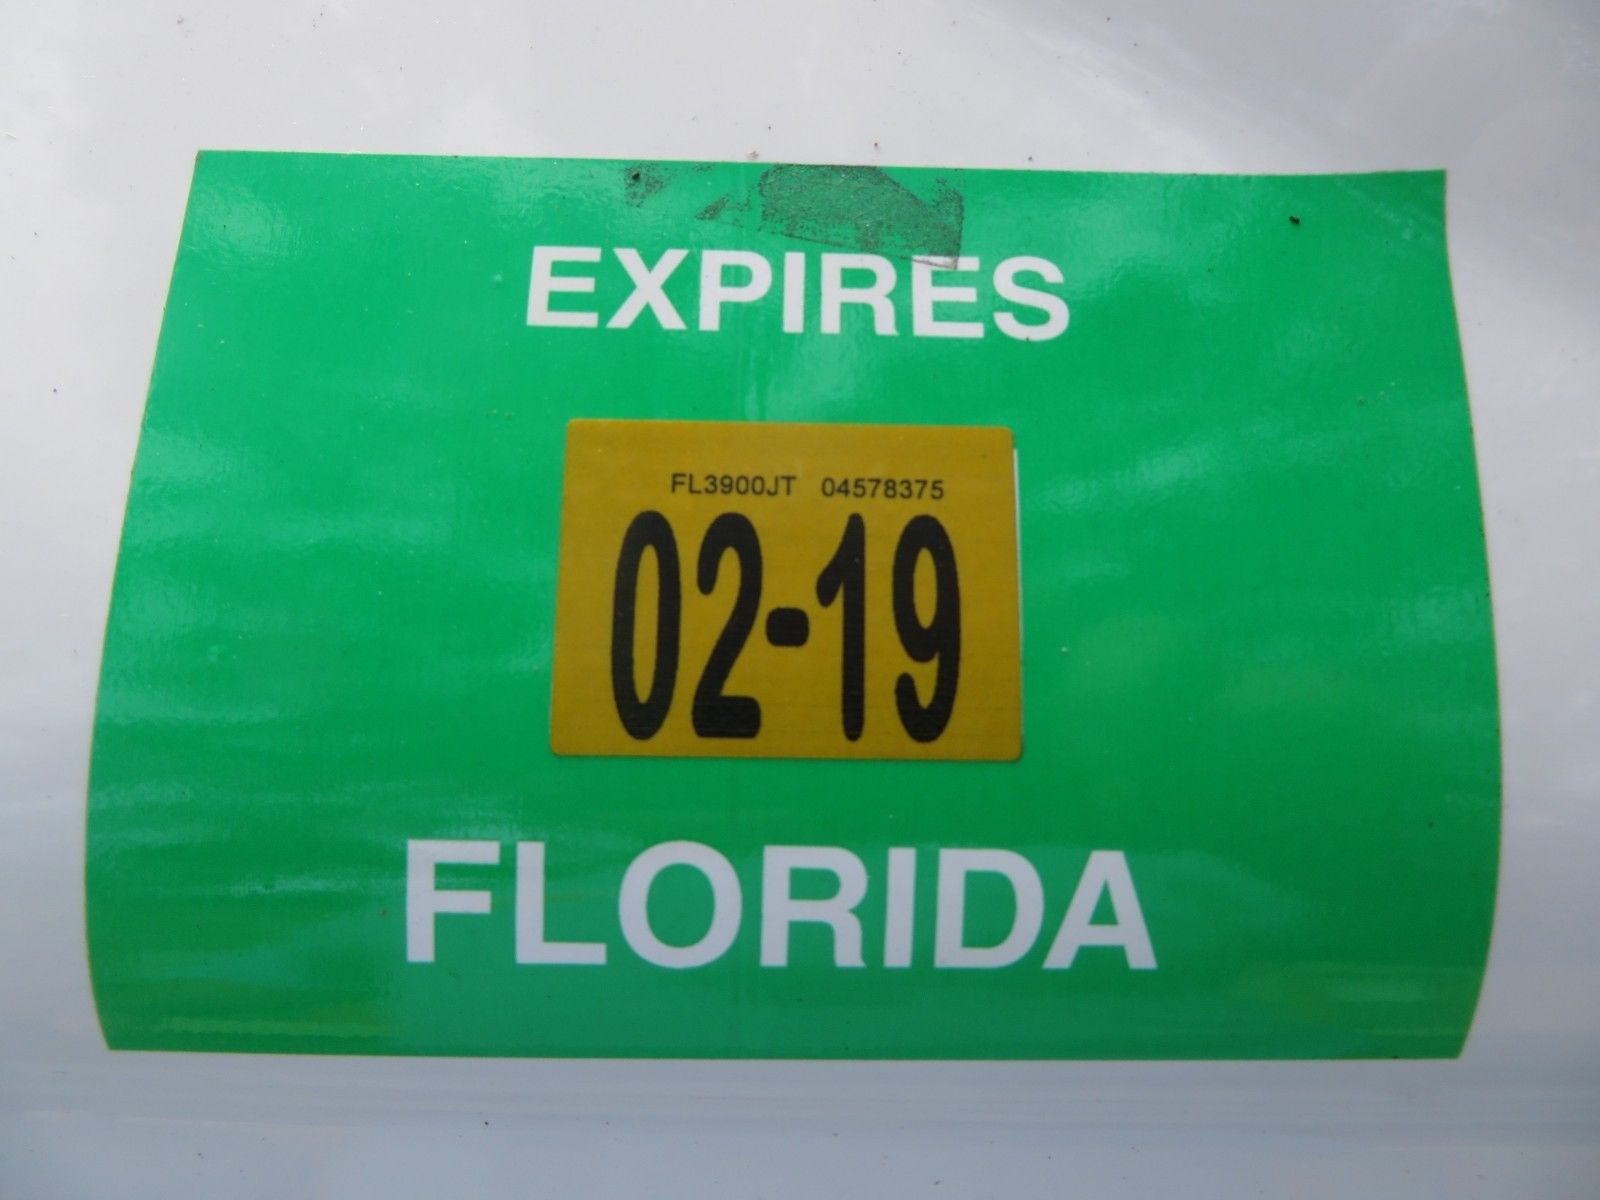 EXPIRES
FL3900JT 04578375
02-19
FLORIDA